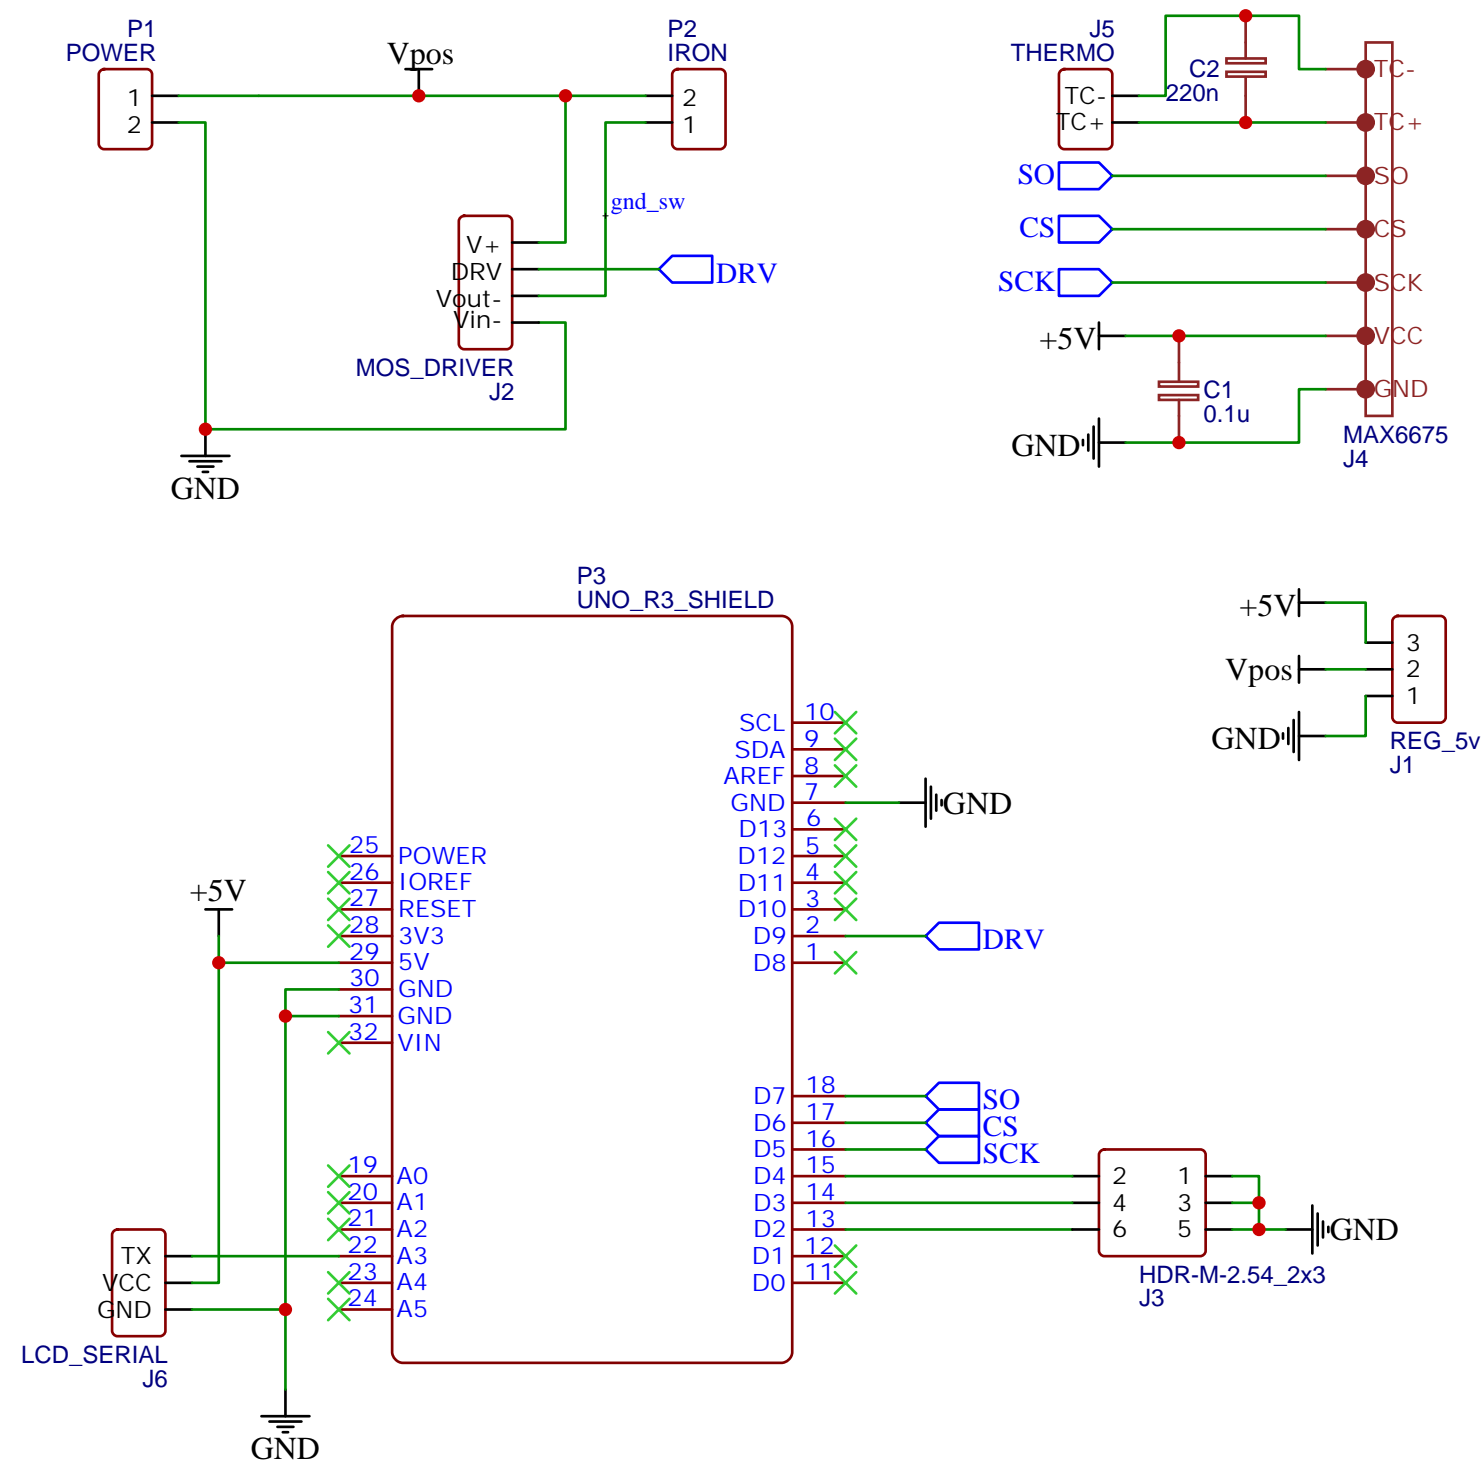 P1
POWER
1
2
Vpos
P2
IRON
2
1
gnd_sw
V+
DRV
Vout-
Vin-
DRV
MOS_DRIVER
J2
GND
J5
THERMO
TC-
TC+
C2
220n
TC-
TC+
SO
SO
CS
CS
SCK
SCK
+5V
VCC
C1
0.1u
GND
GND
MAX6675
J4
P3
UNO_R3_SHIELD
SCL 10
SDA 9
AREF 8
GND 7
GND
D13 6
D12 5
D11 4
D10 3
D9 2
DRV
D8 1
25 POWER
26 IOREF
27 RESET
28 3V3
29 5V
30 GND
31 GND
32 VIN
+5V
D7 18
SO
D6 17
CS
D5 16
SCK
D4 15
D3 14
D2 13
D1 12
D0 11
19 A0
20 A1
21 A2
22 A3
23 A4
24 A5
TX
VCC
GND
LCD_SERIAL
J6
GND
2 1
4 3
6 5
GND
HDR-M-2.54_2x3
J3
+5V
Vpos
GND
3
2
1
REG_5v
J1